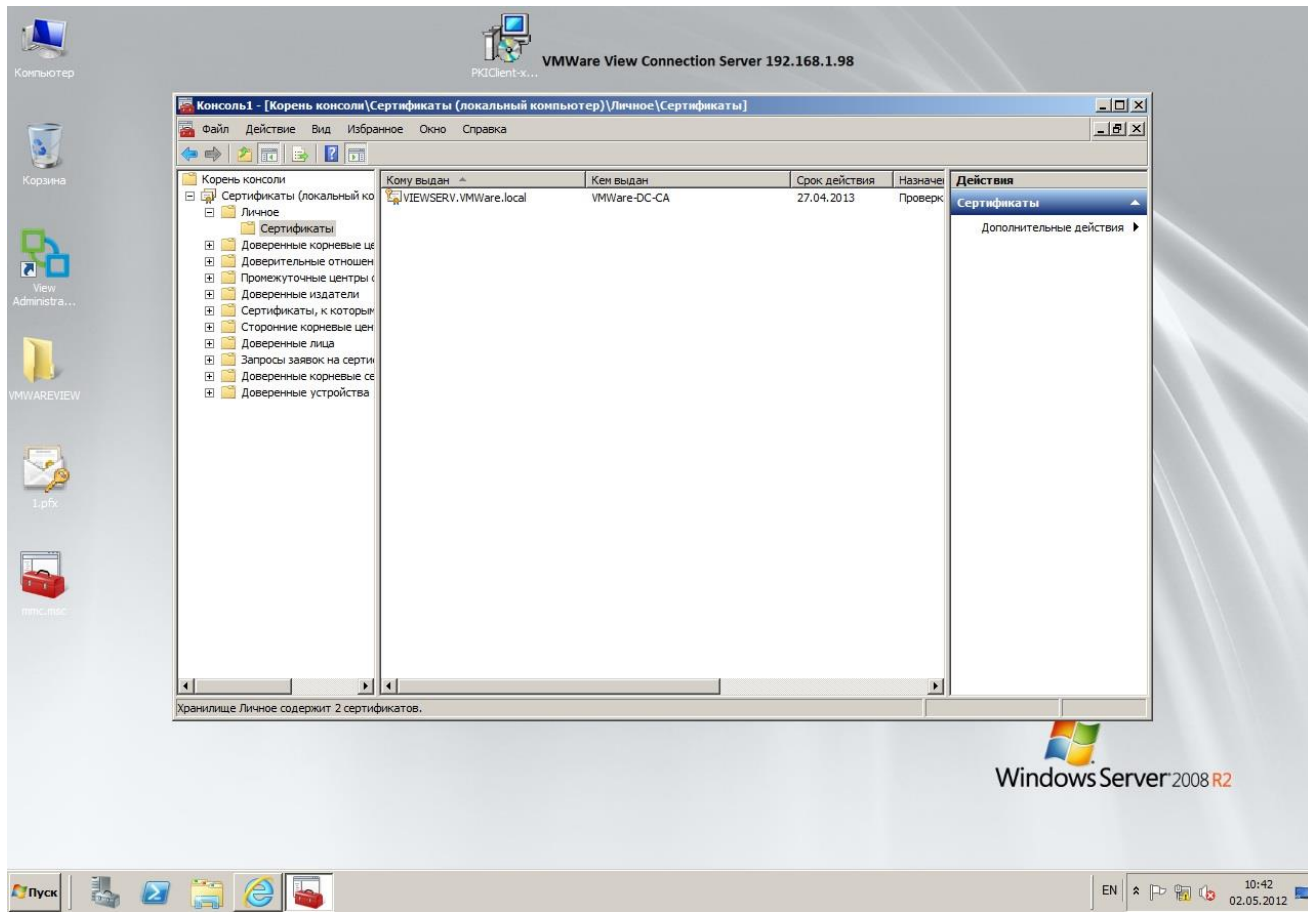 Компьютер
PKIClient-x...
VMWare View Connection Server 192.168.1.98
Консоль1 - [Корень консоли\Сертификаты (локальный компьютер)\Личное\Сертификаты]
Файл Действие Вид Избранное Окно Справка
Корзина
View
Administra...
VMWAREVIEW
1.pfx
mmc.msc
Корень консоли
Сертификаты (локальный ко
Личное
Сертификаты
Доверенные корневые це
Доверительные отношен
Промежуточные центры с
Доверенные издатели
Сертификаты, к которым
Сторонние корневые цен
Доверенные лица
Запросы заявок на серти
Доверенные корневые се
Доверенные устройства
Кому выдан Кем выдан Срок действия Назначе
VIEWSERV.VMWare.local VMWare-DC-CA 27.04.2013 Проверк
Действия
Сертификаты
Дополнительные действия
Хранилище Личное содержит 2 сертификатов.
Windows Server 2008 R2
Пуск
EN
10:42
02.05.2012